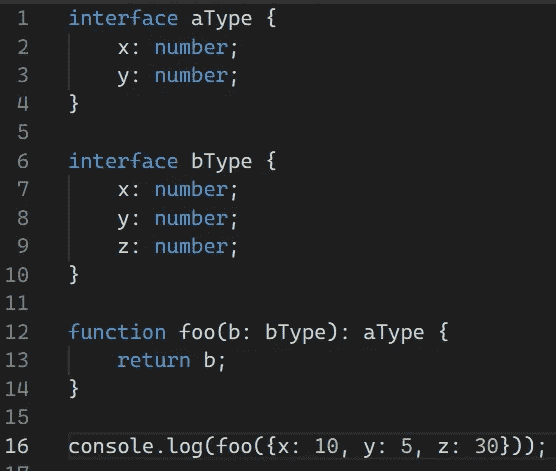 1 interface aType {
2 x: number;
3 y: number;
4 }
5
6 interface bType {
7 x: number;
8 y: number;
9 z: number;
10 }
11
12 function foo(b: bType): aType {
13 return b;
14 }
15
16 console.log(foo({x: 10, y: 5, z: 30}));
17